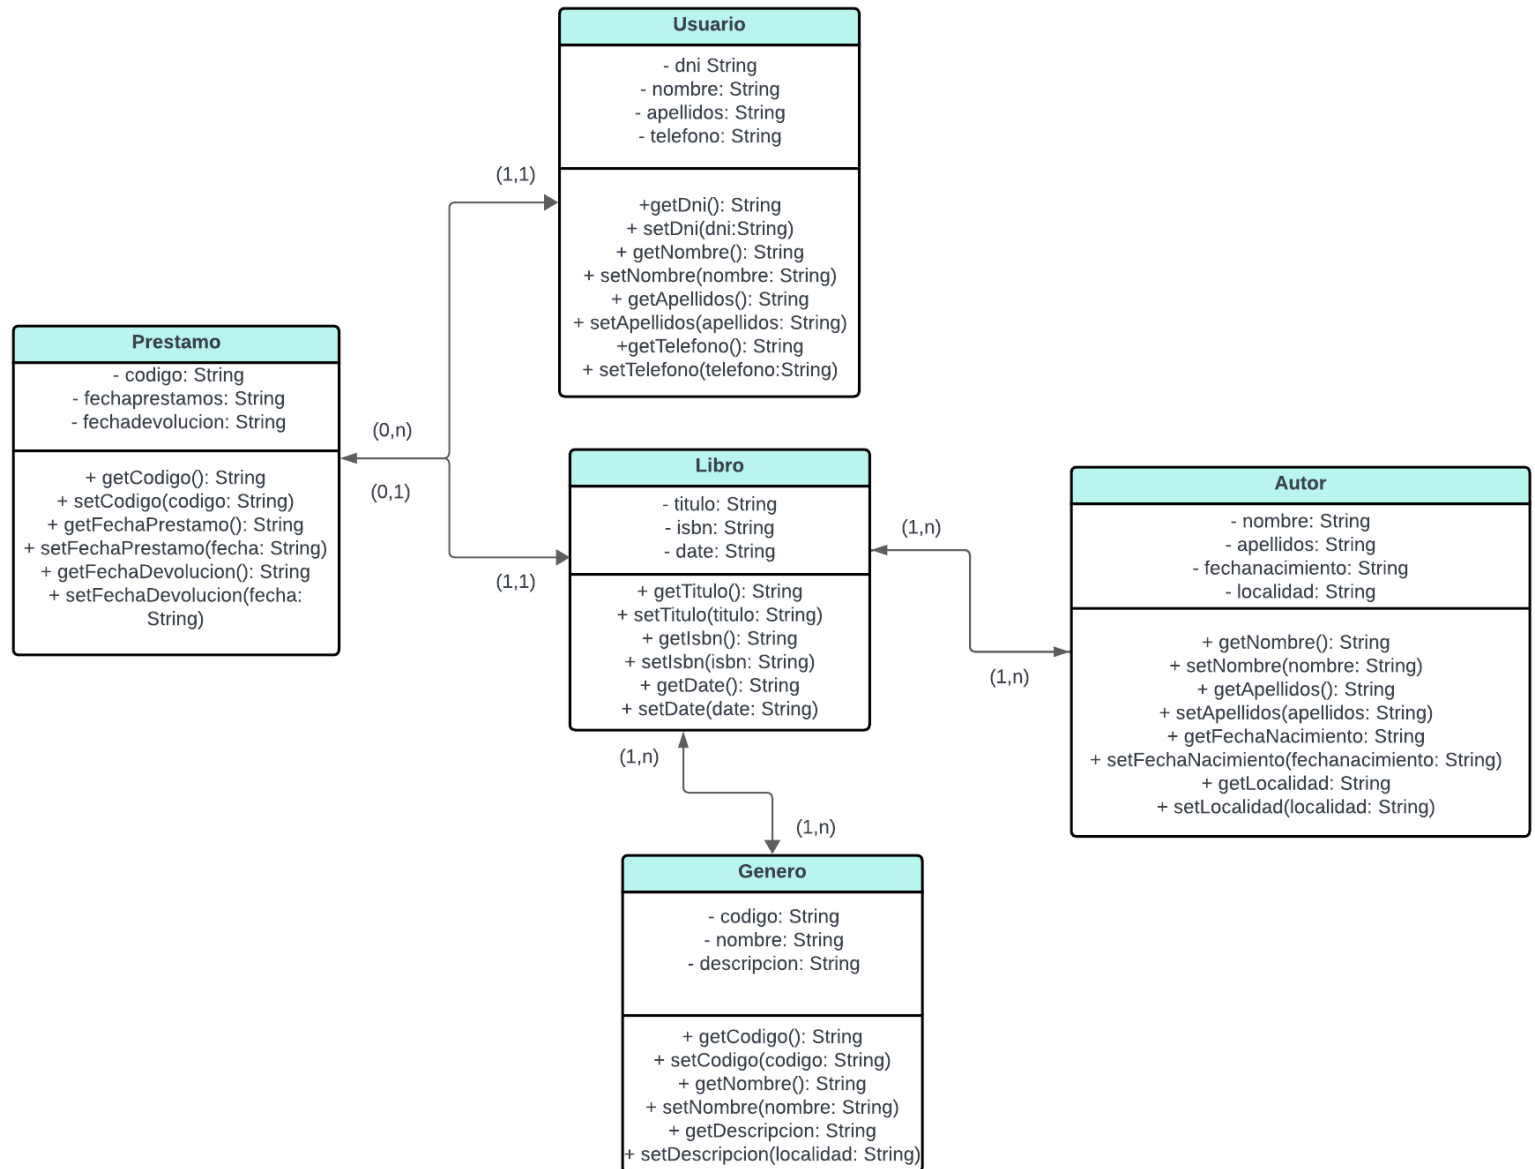 Usuario
- dni String
- nombre: String
- apellidos: String
- telefono: String
+getDni(): String
+ setDni(dni:String)
+ getNombre(): String
+ setNombre(nombre: String)
+ getApellidos(): String
+ setApellidos(apellidos: String)
+getTelefono(): String
+ setTelefono(telefono:String)
(1,1)
Prestamo
- codigo: String
- fechaprestamos: String
- fechadevolucion: String
+ getCodigo(): String
+ setCodigo(codigo: String)
+ getFechaPrestamo(): String
+ setFechaPrestamo(fecha: String)
+ getFechaDevolucion(): String
+ setFechaDevolucion(fecha:
String)
(0,n)
(0,1)
(1,1)
Libro
- titulo: String
- isbn: String
- date: String
+ getTitulo(): String
+ setTitulo(titulo: String)
+ getIsbn(): String
+ setIsbn(isbn: String)
+ getDate(): String
+ setDate(date: String)
(1,n)
(1,n)
Autor
- nombre: String
- apellidos: String
- fechanacimiento: String
- localidad: String
+ getNombre(): String
+ setNombre(nombre: String)
+ getApellidos(): String
+ setApellidos(apellidos: String)
+ getFechaNacimiento: String
+ setFechaNacimiento(fechanacimiento: String)
+ getLocalidad: String
+ setLocalidad(localidad: String)
(1,n)
(1,n)
Genero
- codigo: String
- nombre: String
- descripcion: String
+ getCodigo(): String
+ setCodigo(codigo: String)
+ getNombre(): String
+ setNombre(nombre: String)
+ getDescripcion: String
+ setDescripcion(localidad: String)